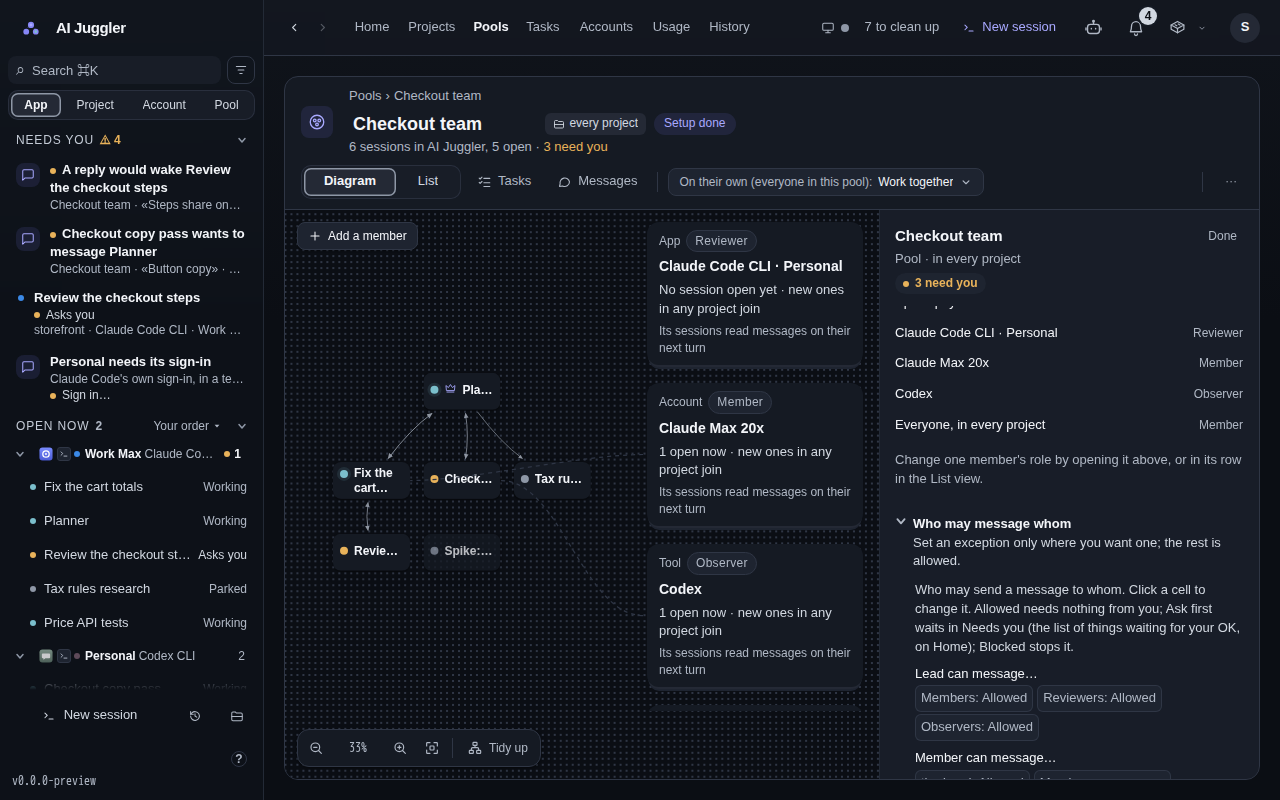 AI Juggler
Search ⌘K
App
Project
Account
Pool
NEEDS YOU 4
A reply would wake Review the checkout steps
Checkout team · «Steps share on…
Checkout copy pass wants to message Planner
Checkout team · «Button copy» · …
Review the checkout steps
Asks you
storefront · Claude Code CLI · Work …
Personal needs its sign-in
Claude Code's own sign-in, in a te…
Sign in…
OPEN NOW 2
Your order
Work Max Claude Co… 1
Fix the cart totals Working
Planner Working
Review the checkout st… Asks you
Tax rules research Parked
Price API tests Working
Personal Codex CLI 2
Checkout copy pass Working
New session
?
v0.0.0-preview
Home
Projects
Pools
Tasks
Accounts
Usage
History
7 to clean up
New session
4
S
Pools › Checkout team
Checkout team
every project
Setup done
6 sessions in AI Juggler, 5 open · 3 need you
Diagram
List
Tasks
Messages
On their own (everyone in this pool): Work together
Add a member
Pla…
Fix the cart…
Check…
Tax ru…
Revie…
Spike:…
App Reviewer
Claude Code CLI · Personal
No session open yet · new ones in any project join
Its sessions read messages on their next turn
Account Member
Claude Max 20x
1 open now · new ones in any project join
Its sessions read messages on their next turn
Tool Observer
Codex
1 open now · new ones in any project join
Its sessions read messages on their next turn
33%
Tidy up
Checkout team
Done
Pool · in every project
3 need you
Claude Code CLI · Personal Reviewer
Claude Max 20x Member
Codex Observer
Everyone, in every project Member
Change one member's role by opening it above, or in its row in the List view.
Who may message whom
Set an exception only where you want one; the rest is allowed.
Who may send a message to whom. Click a cell to change it. Allowed needs nothing from you; Ask first waits in Needs you (the list of things waiting for your OK, on Home); Blocked stops it.
Lead can message…
Members: Allowed
Reviewers: Allowed
Observers: Allowed
Member can message…